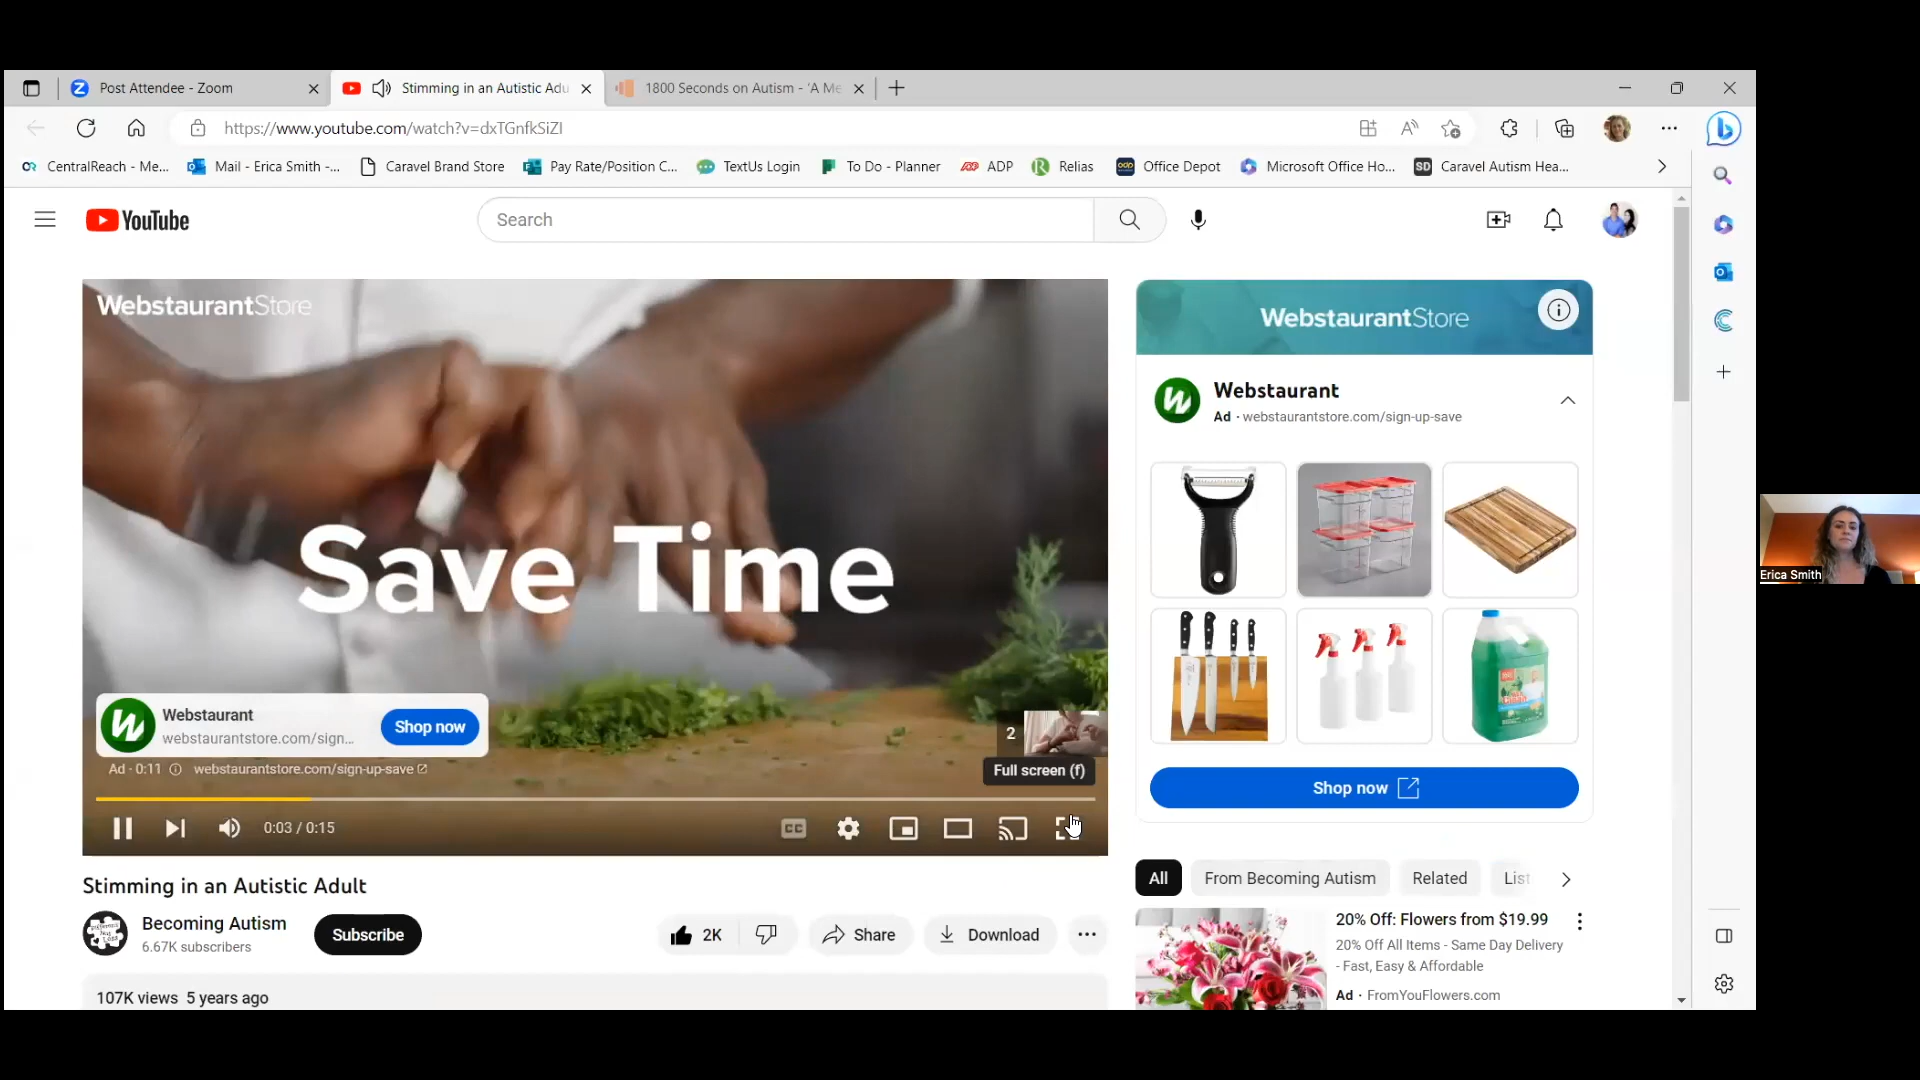 Post Attendee - Zoom
Stimming in an Autistic Adu
1800 Seconds on Autism - 'A Me
https://www.youtube.com/watch?v=dxTGnfkSiZI
CentralReach - Me...
Mail - Erica Smith -...
Caravel Brand Store
Pay Rate/Position C...
TextUs Login
To Do - Planner
ADP
Relias
Office Depot
Microsoft Office Ho...
SD
Caravel Autism Hea...
YouTube
Search
WebstaurantStore
Save Time
Webstaurant
webstaurantstore.com/sign...
Shop now
2
Full screen (f)
Ad · 0:11
webstaurantstore.com/sign-up-save
0:03 / 0:15
CC
WebstaurantStore
Webstaurant
Ad · webstaurantstore.com/sign-up-save
Shop now
Erica Smith
Stimming in an Autistic Adult
Becoming Autism
6.67K subscribers
Subscribe
2K
Share
Download
107K views 5 years ago
All
From Becoming Autism
Related
List
20% Off: Flowers from $19.99
20% Off All Items - Same Day Delivery
- Fast, Easy & Affordable
Ad · FromYouFlowers.com